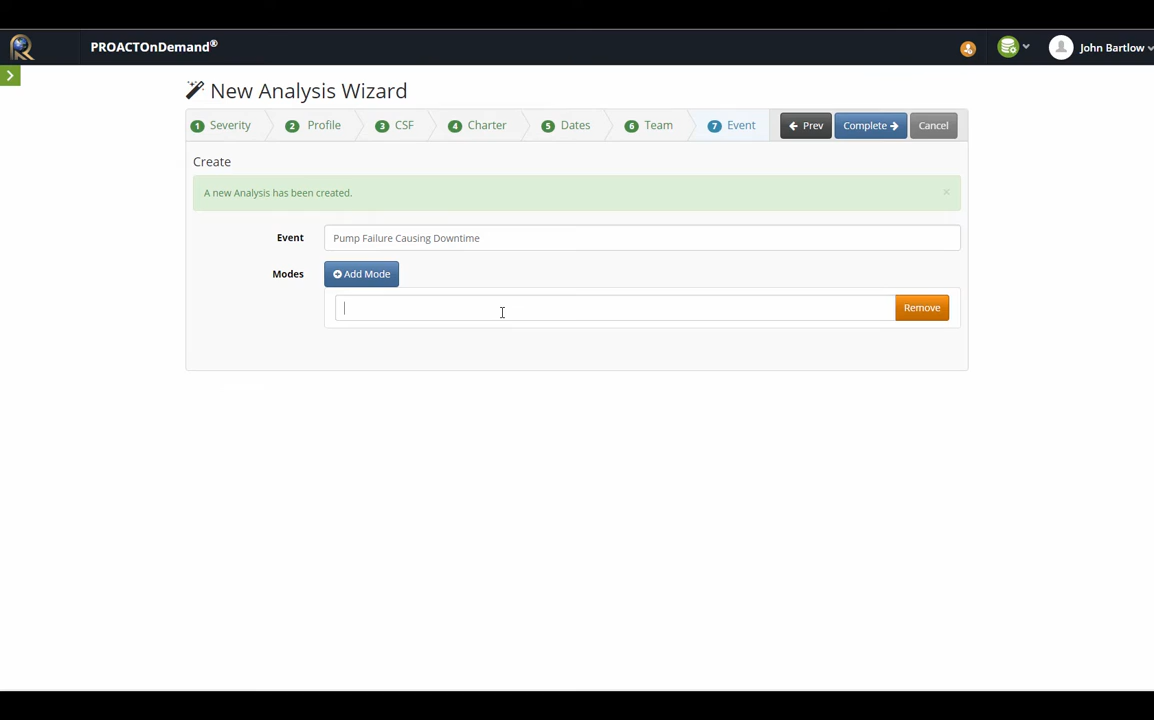 PROACTOnDemand®
John Bartlow
New Analysis Wizard
1 Severity 2 Profile 3 CSF 4 Charter 5 Dates 6 Team 7 Event Prev Complete Cancel
Create
A new Analysis has been created. ×
Event Pump Failure Causing Downtime
Modes Add Mode
Remove